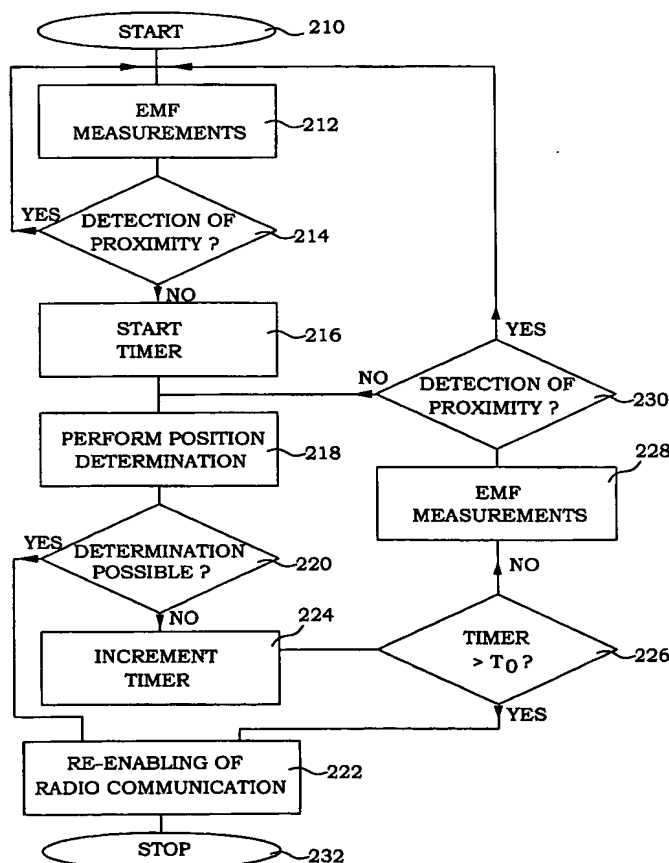 START
210
EMF
MEASUREMENTS
212
YES
DETECTION OF
PROXIMITY ?
214
NO
START
TIMER
216
YES
NO
DETECTION OF
PROXIMITY ?
230
PERFORM POSITION
DETERMINATION
218
228
EMF
MEASUREMENTS
YES
DETERMINATION
POSSIBLE ?
220
NO
NO
224
INCREMENT
TIMER
TIMER
> T0 ?
226
YES
RE-ENABLING OF
RADIO COMMUNICATION
222
STOP
232